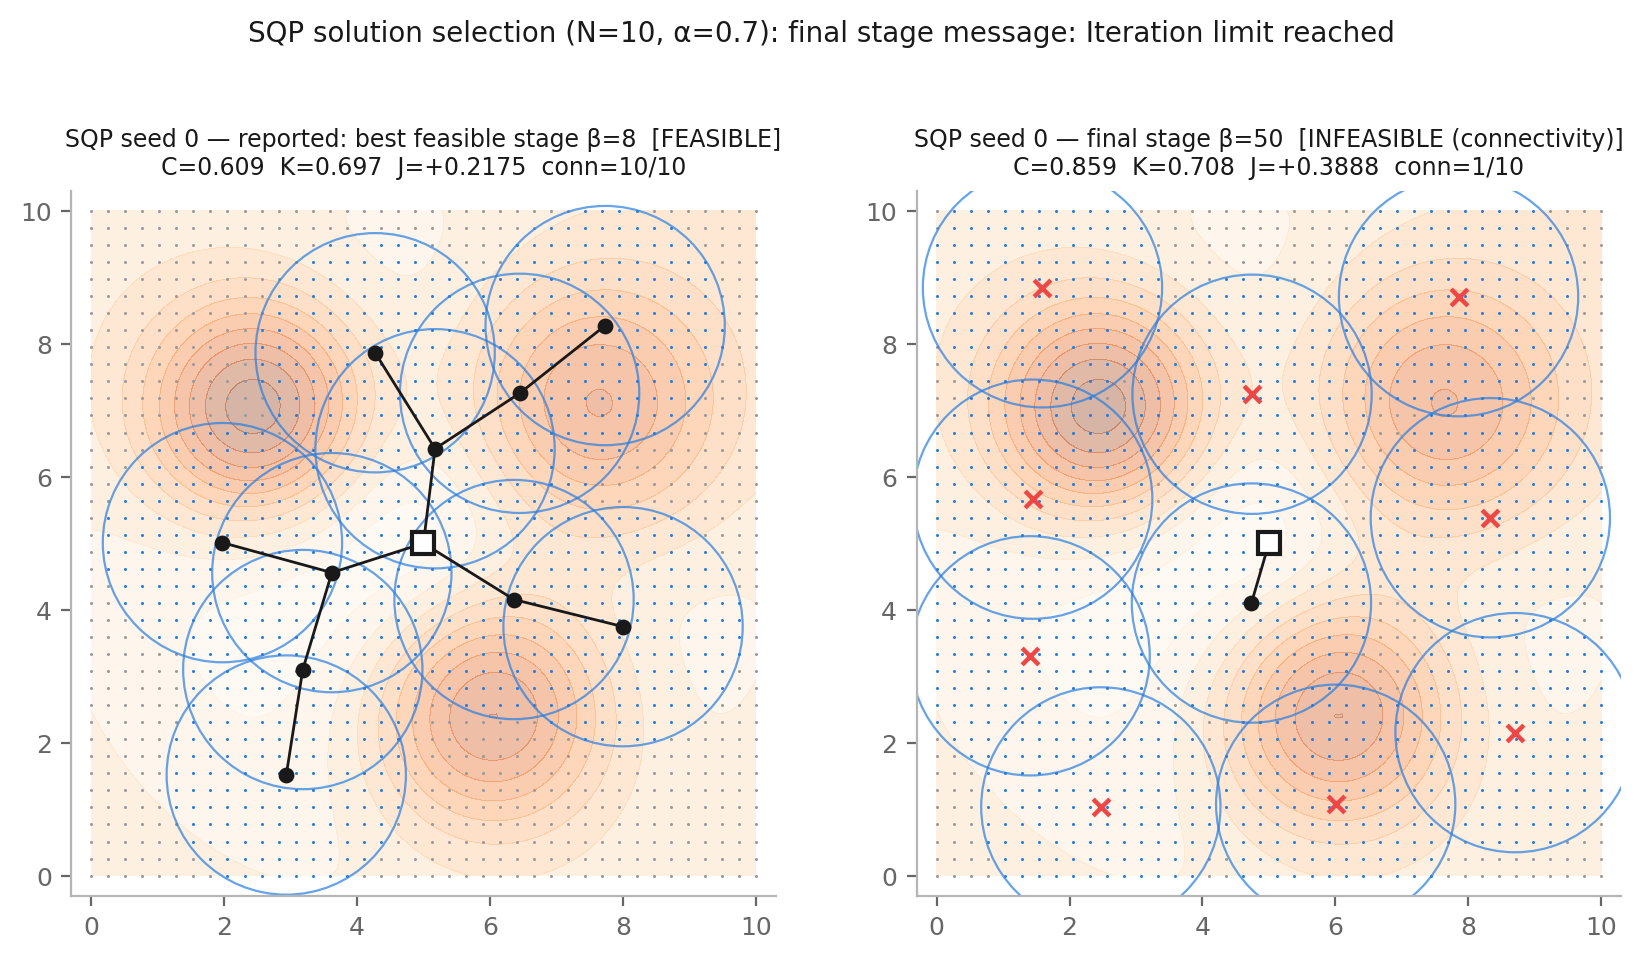 SQP solution selection (N=10, α=0.7): final stage message: Iteration limit reached
SQP seed 0 — reported: best feasible stage β=8  [FEASIBLE]
C=0.609  K=0.697  J=+0.2175  conn=10/10
10
8
6
4
2
0
0 2 4 6 8 10
SQP seed 0 — final stage β=50  [INFEASIBLE (connectivity)]
C=0.859  K=0.708  J=+0.3888  conn=1/10
10
8
6
4
2
0
0 2 4 6 8 10